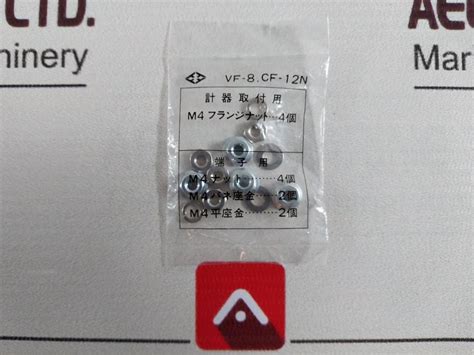 LTD.
AE
hinery
Mar
VF-8.CF-12N
計器取付用
M4フランジナット…4個
端子用
M4ナット………4個
M4バネ座金……2個
M4平座金………2個